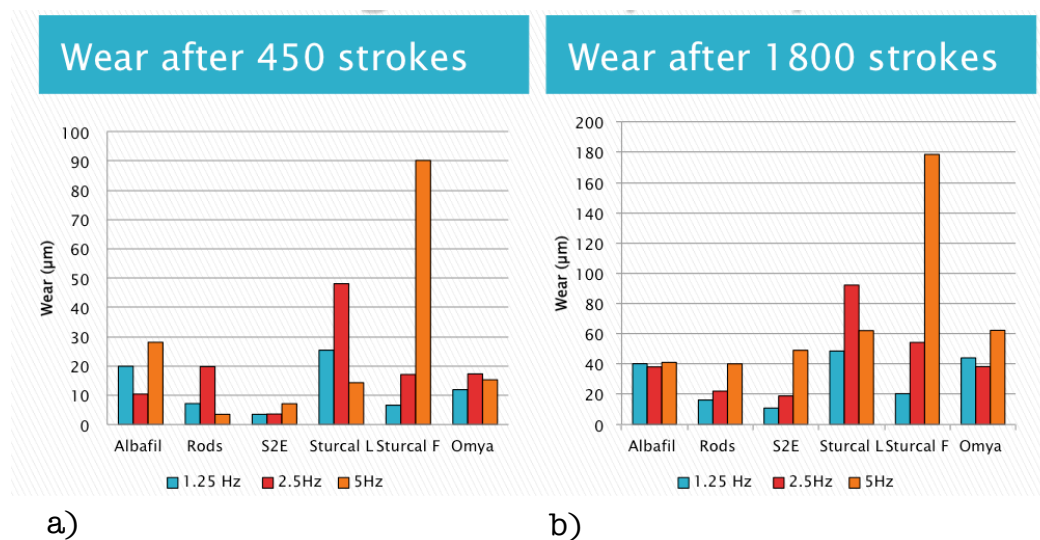 Wear after 450 strokes
Wear (µm)
100
90
80
70
60
50
40
30
20
10
0
Albafil Rods S2E Sturcal L Sturcal F Omya
1.25 Hz 2.5Hz 5Hz
a)
Wear after 1800 strokes
Wear (µm)
200
180
160
140
120
100
80
60
40
20
0
Albafil Rods S2E Sturcal L Sturcal F Omya
1.25 Hz 2.5Hz 5Hz
b)